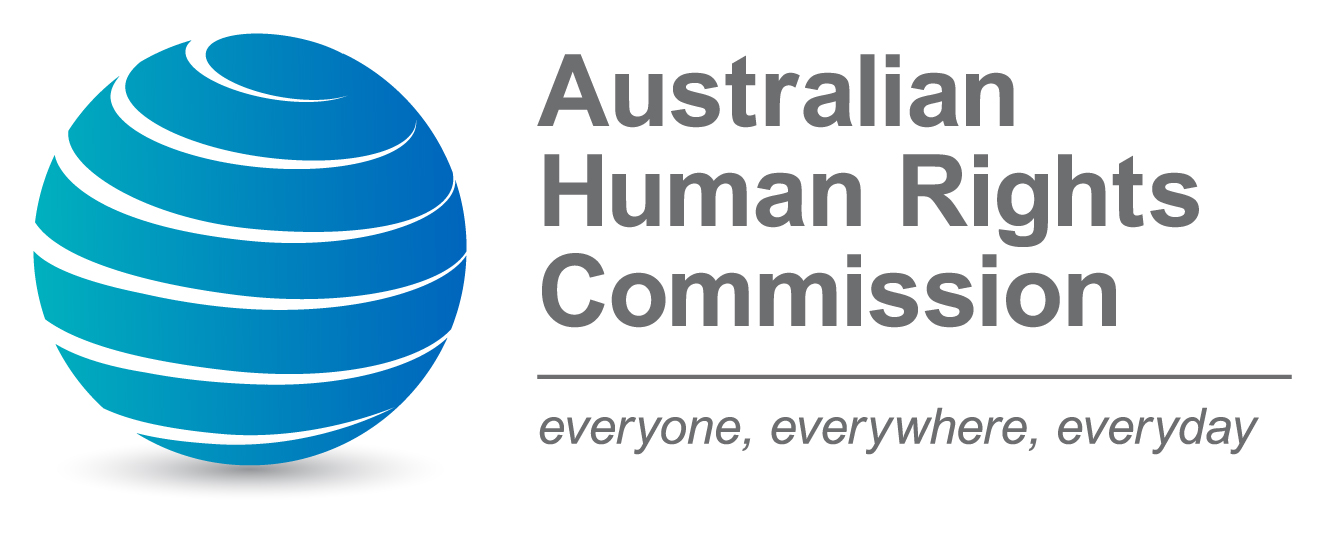 Australian
Human Rights
Commission
everyone, everywhere, everyday